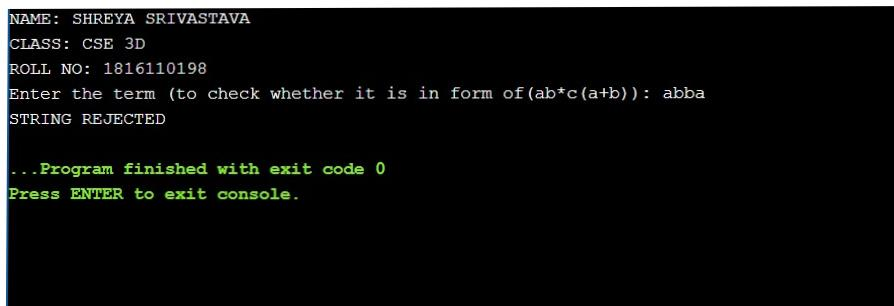 NAME: SHREYA SRIVASTAVA
CLASS: CSE 3D
ROLL NO: 1816110198
Enter the term (to check whether it is in form of(ab*c(a+b)): abba
STRING REJECTED
...Program finished with exit code 0
Press ENTER to exit console.